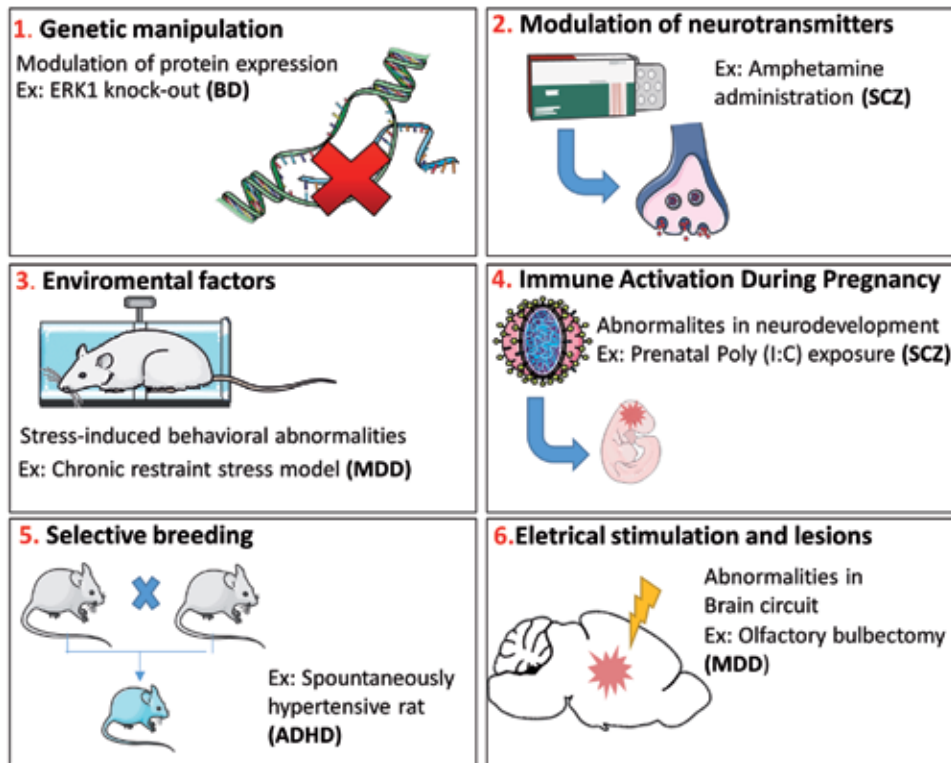 1. Genetic manipulation
Modulation of protein expression
Ex: ERK1 knock-out (BD)
2. Modulation of neurotransmitters
Ex: Amphetamine
administration (SCZ)
3. Enviromental factors
Stress-induced behavioral abnormalities
Ex: Chronic restraint stress model (MDD)
4. Immune Activation During Pregnancy
Abnormalites in neurodevelopment
Ex: Prenatal Poly (I:C) exposure (SCZ)
5. Selective breeding
Ex: Spountaneously
hypertensive rat
(ADHD)
6.Eletrical stimulation and lesions
Abnormalities in
Brain circuit
Ex: Olfactory bulbectomy
(MDD)